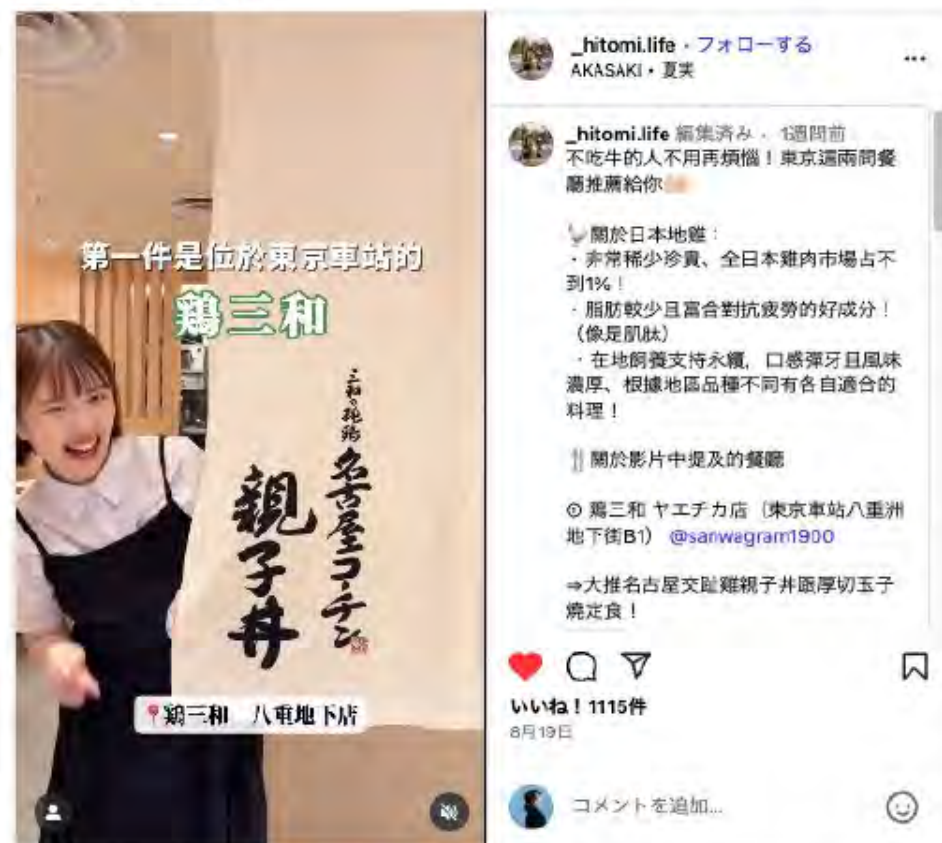 第一件是位於東京車站的
鶏三和
三和の純鶏
名古屋コーチン
親子丼
鶏三和 八重地下店
_hitomi.life・フォローする
AKASAKI・夏実
_hitomi.life 編集済み・1週間前
不吃牛的人不用再煩惱！東京這兩間餐
廳推薦給你
關於日本地雞：
・非常稀少珍貴、全日本雞肉市場占不
到1%！
・脂肪較少且富含對抗疲勞的好成分！
（像是肌肽）
・在地飼養支持永續，口感彈牙且風味
濃厚、根據地區品種不同有各自適合的
料理！
關於影片中提及的餐廳
① 鶏三和 ヤエチカ店（東京車站八重洲
地下街B1） @sanwagram1900
⇒大推名古屋交趾雞親子丼跟厚切玉子
燒定食！
いいね！1115件
8月19日
コメントを追加...